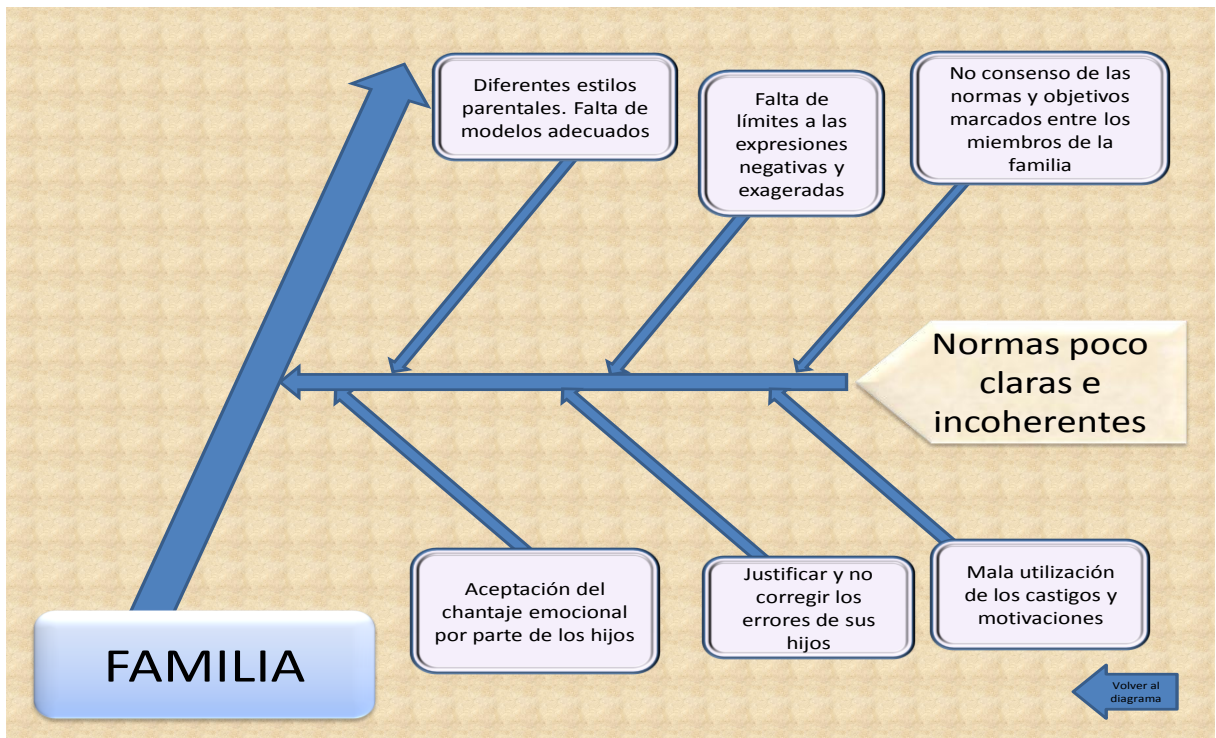 Diferentes estilos
parentales. Falta de
modelos adecuados
Falta de
límites a las
expresiones
negativas y
exageradas
No consenso de las
normas y objetivos
marcados entre los
miembros de la
familia
Normas poco
claras e
incoherentes
Aceptación del
chantaje emocional
por parte de los hijos
Justificar y no
corregir los
errores de sus
hijos
Mala utilización
de los castigos y
motivaciones
FAMILIA
Volver al
diagrama